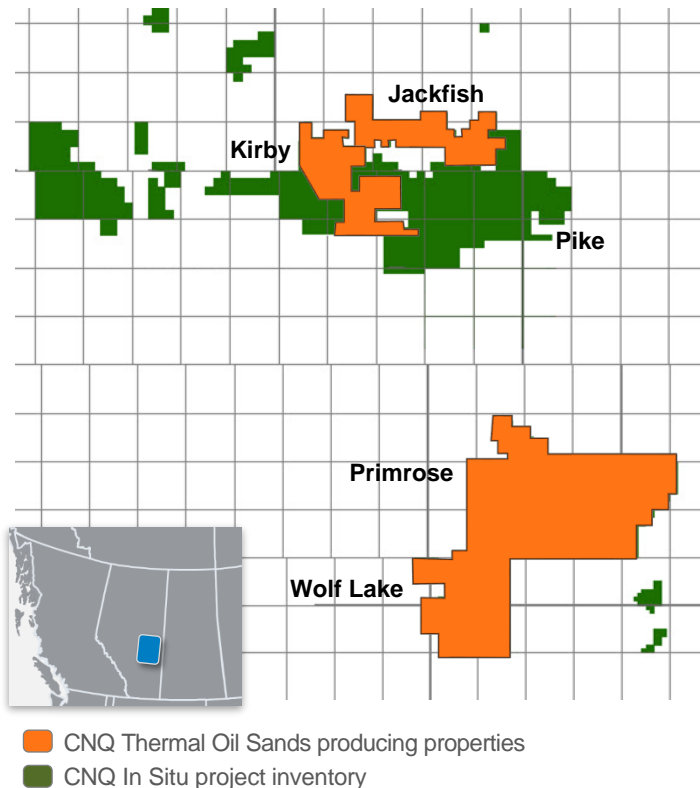 Jackfish
Kirby
Pike
Primrose
Wolf Lake
CNQ Thermal Oil Sands producing properties
CNQ In Situ project inventory